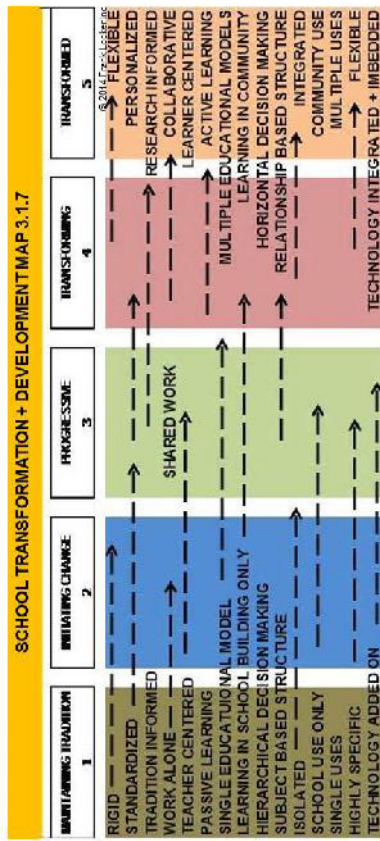 SCHOOL TRANSFORMATION + DEVELOPMENT MAP 3.1.7
MAINTAINING TRADITION INITIATING CHANGE PROGRESSIVE TRANSFORMING TRANSFORMED
1 2 3 4 5
© 2014 Frank Locker Inc
RIGID FLEXIBLE
STANDARDIZED PERSONALIZED
TRADITION INFORMED RESEARCH INFORMED
WORK ALONE SHARED WORK COLLABORATIVE
TEACHER CENTERED LEARNER CENTERED
PASSIVE LEARNING ACTIVE LEARNING
SINGLE EDUCATUIONAL MODEL MULTIPLE EDUCATIONAL MODELS
LEARNING IN SCHOOL BUILDING ONLY LEARNING IN COMMUNITY
HIERARCHICAL DECISION MAKING HORIZONTAL DECISION MAKING
SUBJECT BASED STRUCTURE RELATIONSHIP BASED STRUCTURE
ISOLATED INTEGRATED
SCHOOL USE ONLY COMMUNITY USE
SINGLE USES MULTIPLE USES
HIGHLY SPECIFIC FLEXIBLE
TECHNOLOGY ADDED ON TECHNOLOGY INTEGRATED + IMBEDDED